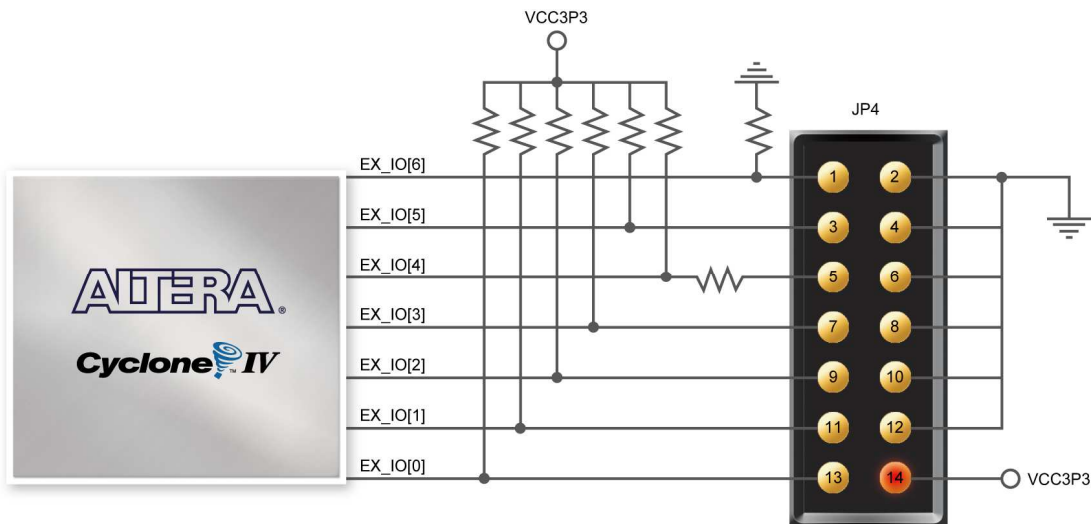 VCC3P3
JP4
EX_IO[6]
1 2
EX_IO[5]
3 4
EX_IO[4]
5 6
EX_IO[3]
7 8
ALTERA®
Cyclone™ IV
EX_IO[2]
9 10
EX_IO[1]
11 12
EX_IO[0]
13 14
VCC3P3